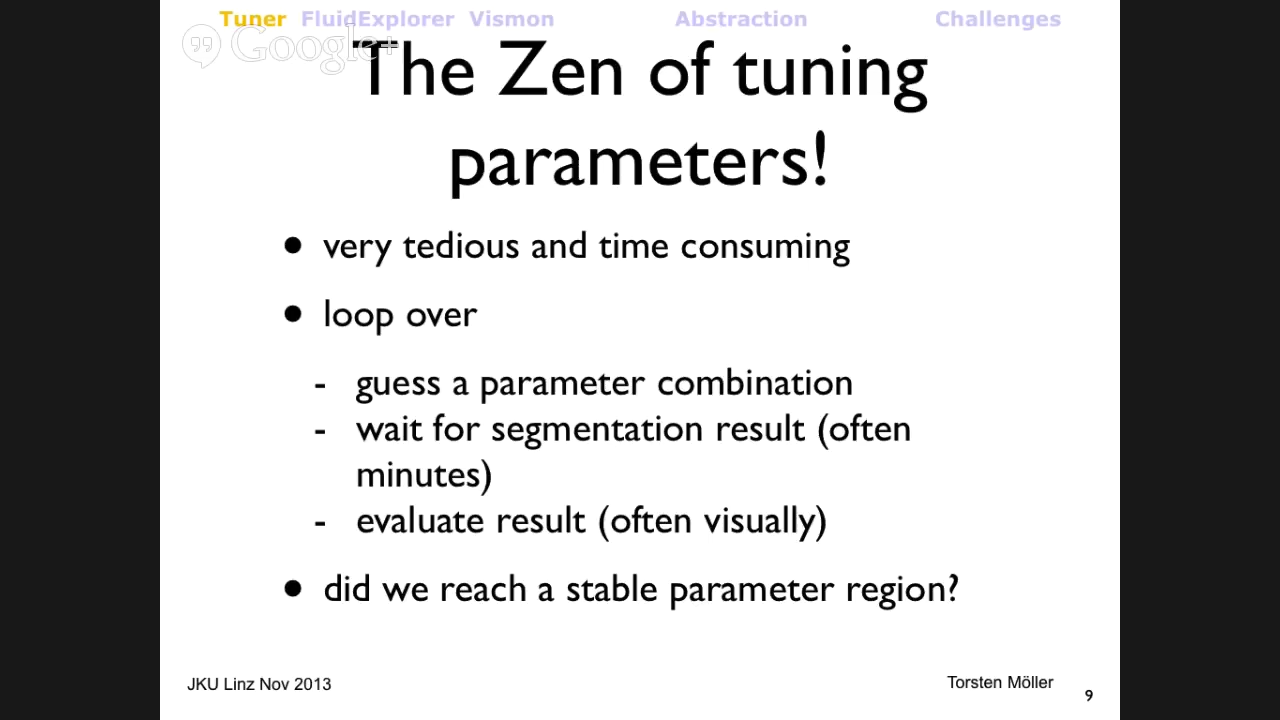 Tuner FluidExplorer Vismon Abstraction Challenges
Google+
The Zen of tuning
parameters!
• very tedious and time consuming
• loop over
- guess a parameter combination
- wait for segmentation result (often
minutes)
- evaluate result (often visually)
• did we reach a stable parameter region?
JKU Linz Nov 2013
Torsten Möller
9